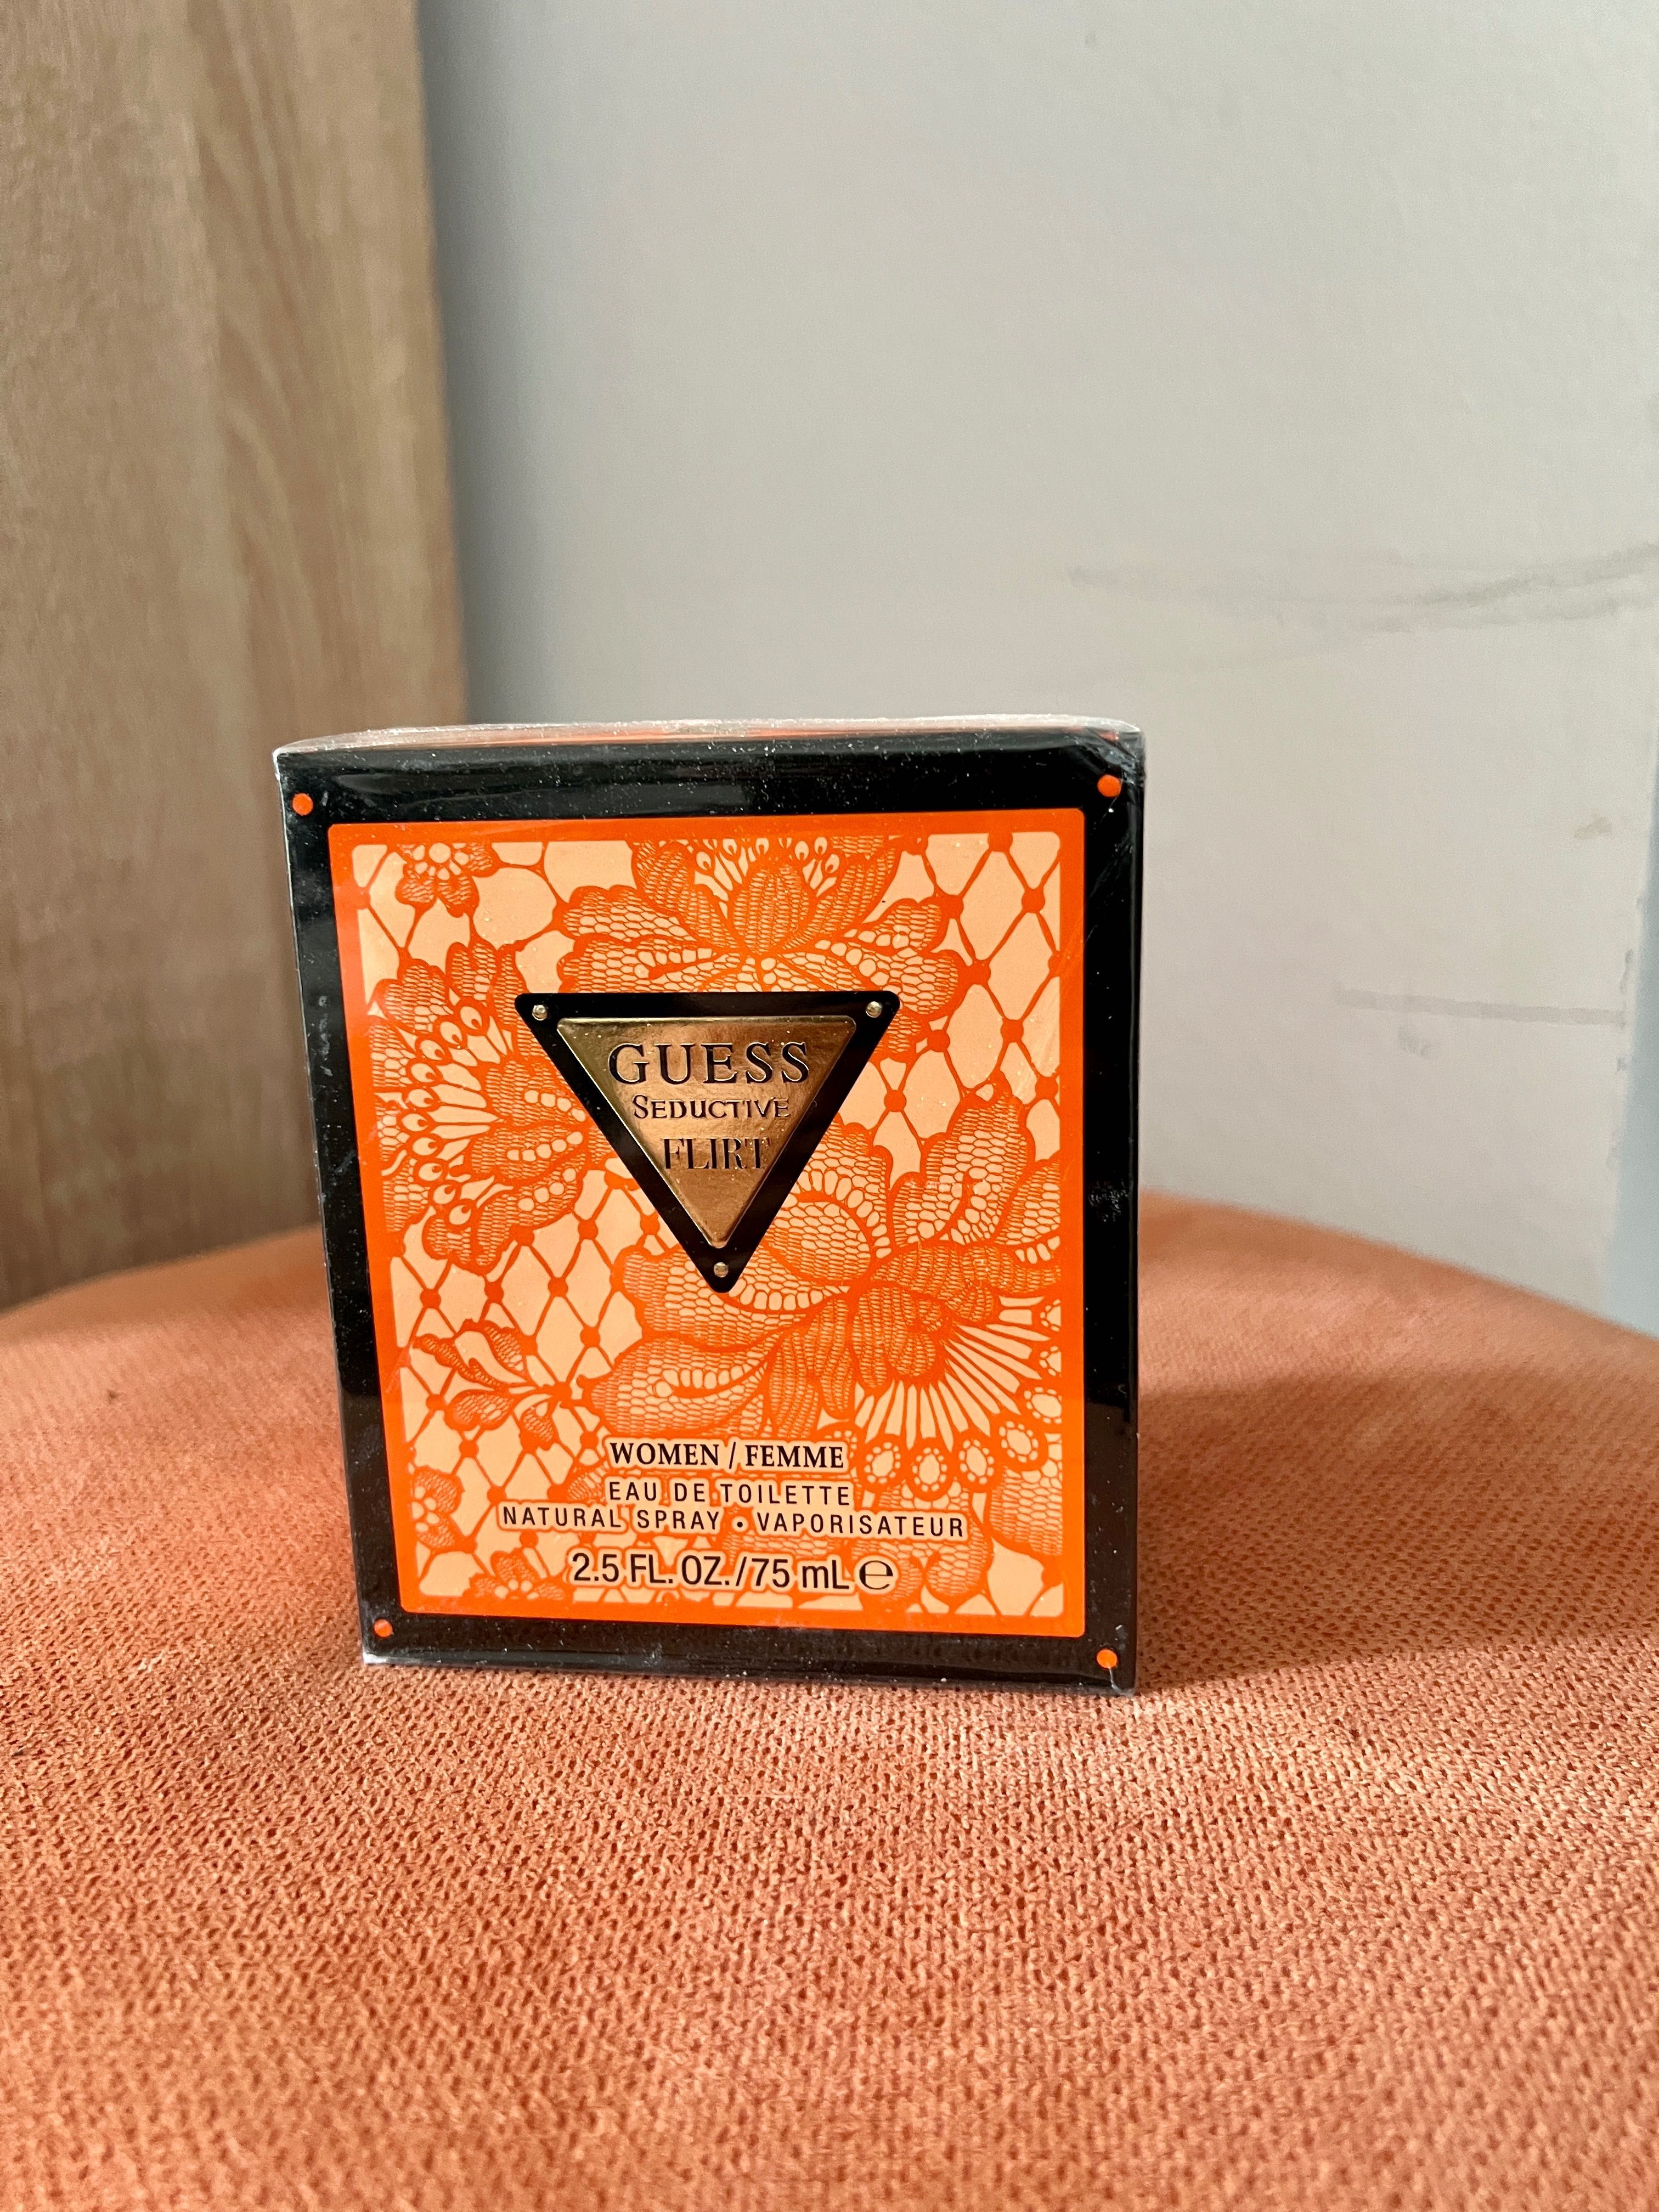 GUESS
SEDUCTIVE
FLIRT
WOMEN / FEMME
EAU DE TOILETTE
NATURAL SPRAY • VAPORISATEUR
2.5 FL. OZ./75 mL ℮